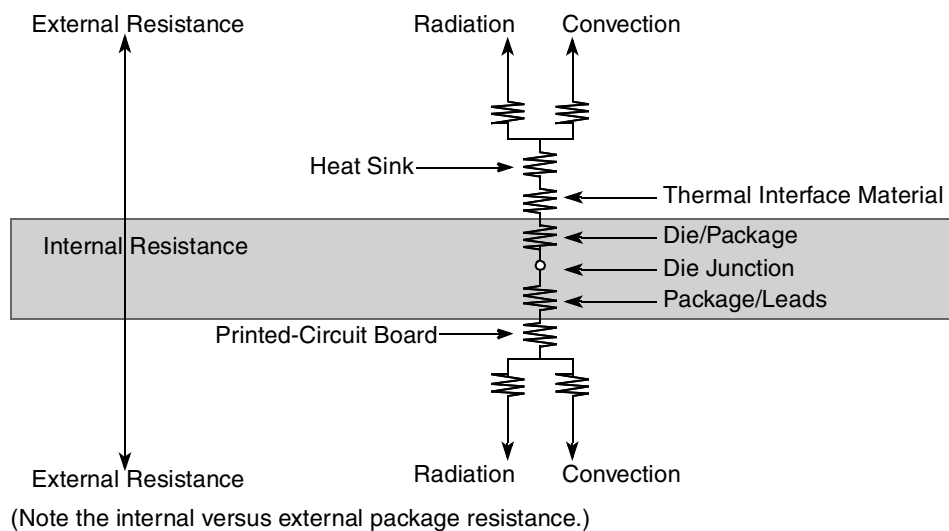 External Resistance
Radiation
Convection
Heat Sink
Thermal Interface Material
Internal Resistance
Die/Package
Die Junction
Package/Leads
Printed-Circuit Board
External Resistance
Radiation
Convection
(Note the internal versus external package resistance.)